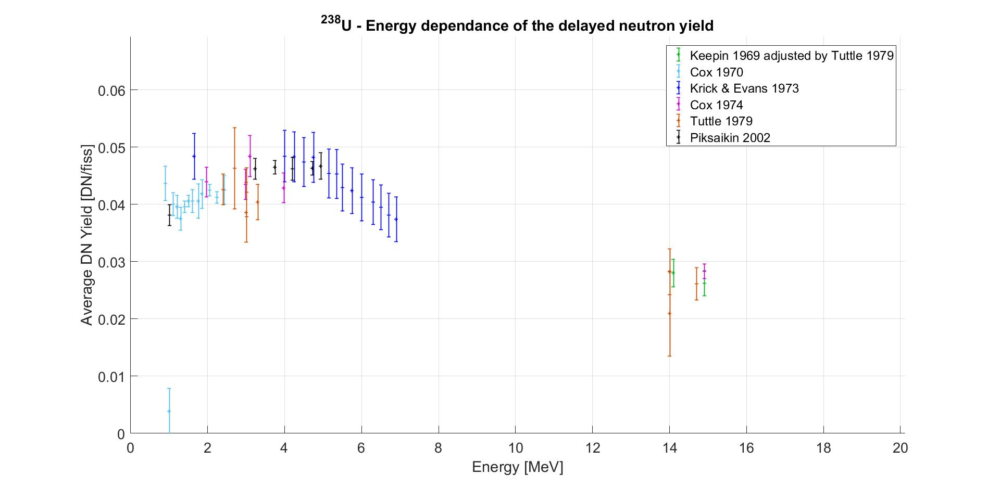 238U - Energy dependance of the delayed neutron yield
Keepin 1969 adjusted by Tuttle 1979
Cox 1970
Krick & Evans 1973
Cox 1974
Tuttle 1979
Piksaikin 2002
Average DN Yield [DN/fiss]
0.06
0.05
0.04
0.03
0.02
0.01
0
0 2 4 6 8 10 12 14 16 18 20
Energy [MeV]